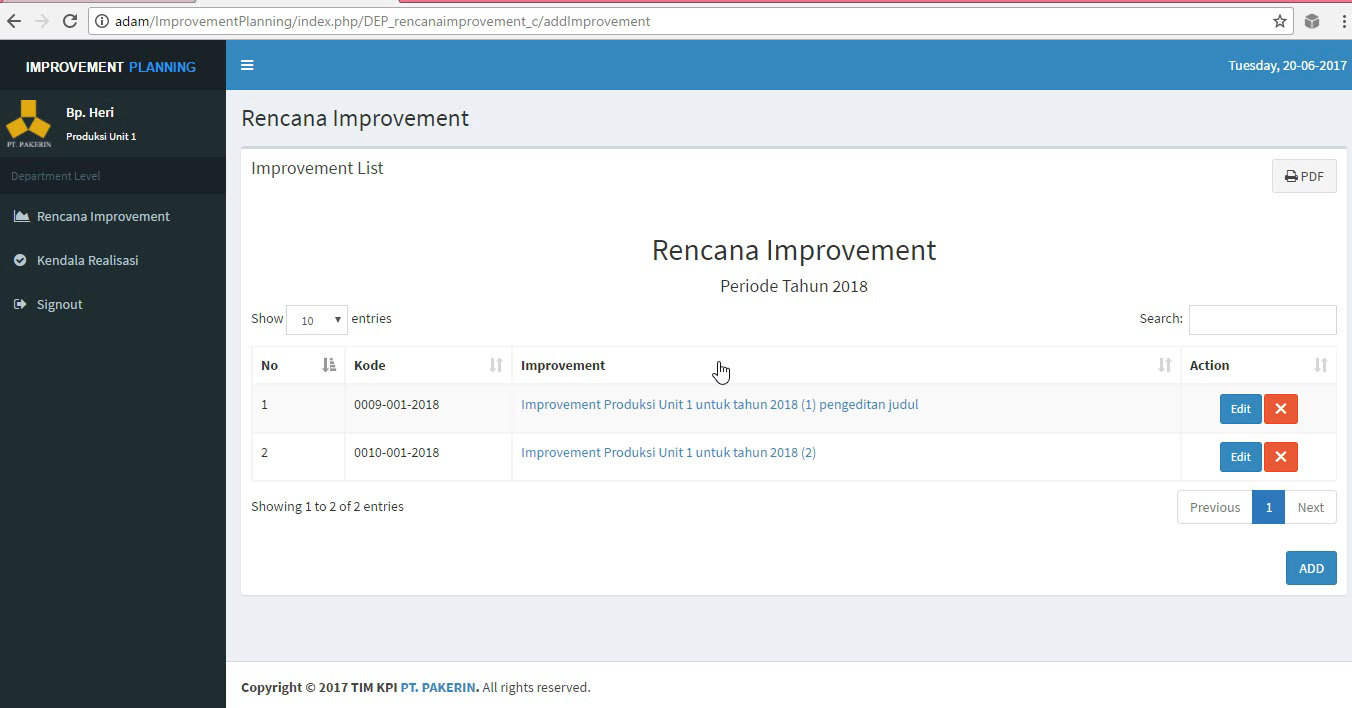 adam/ImprovementPlanning/index.php/DEP_rencanaimprovement_c/addImprovement
IMPROVEMENT PLANNING
Tuesday, 20-06-2017
Bp. Heri
Produksi Unit 1
PT. PAKERIN
Department Level
Rencana Improvement
Kendala Realisasi
Signout
Rencana Improvement
Improvement List
PDF
Rencana Improvement
Periode Tahun 2018
Show 10 entries
Search:
No Kode Improvement Action
1 0009-001-2018 Improvement Produksi Unit 1 untuk tahun 2018 (1) pengeditan judul Edit
2 0010-001-2018 Improvement Produksi Unit 1 untuk tahun 2018 (2) Edit
Showing 1 to 2 of 2 entries
Previous 1 Next
ADD
Copyright © 2017 TIM KPI PT. PAKERIN. All rights reserved.